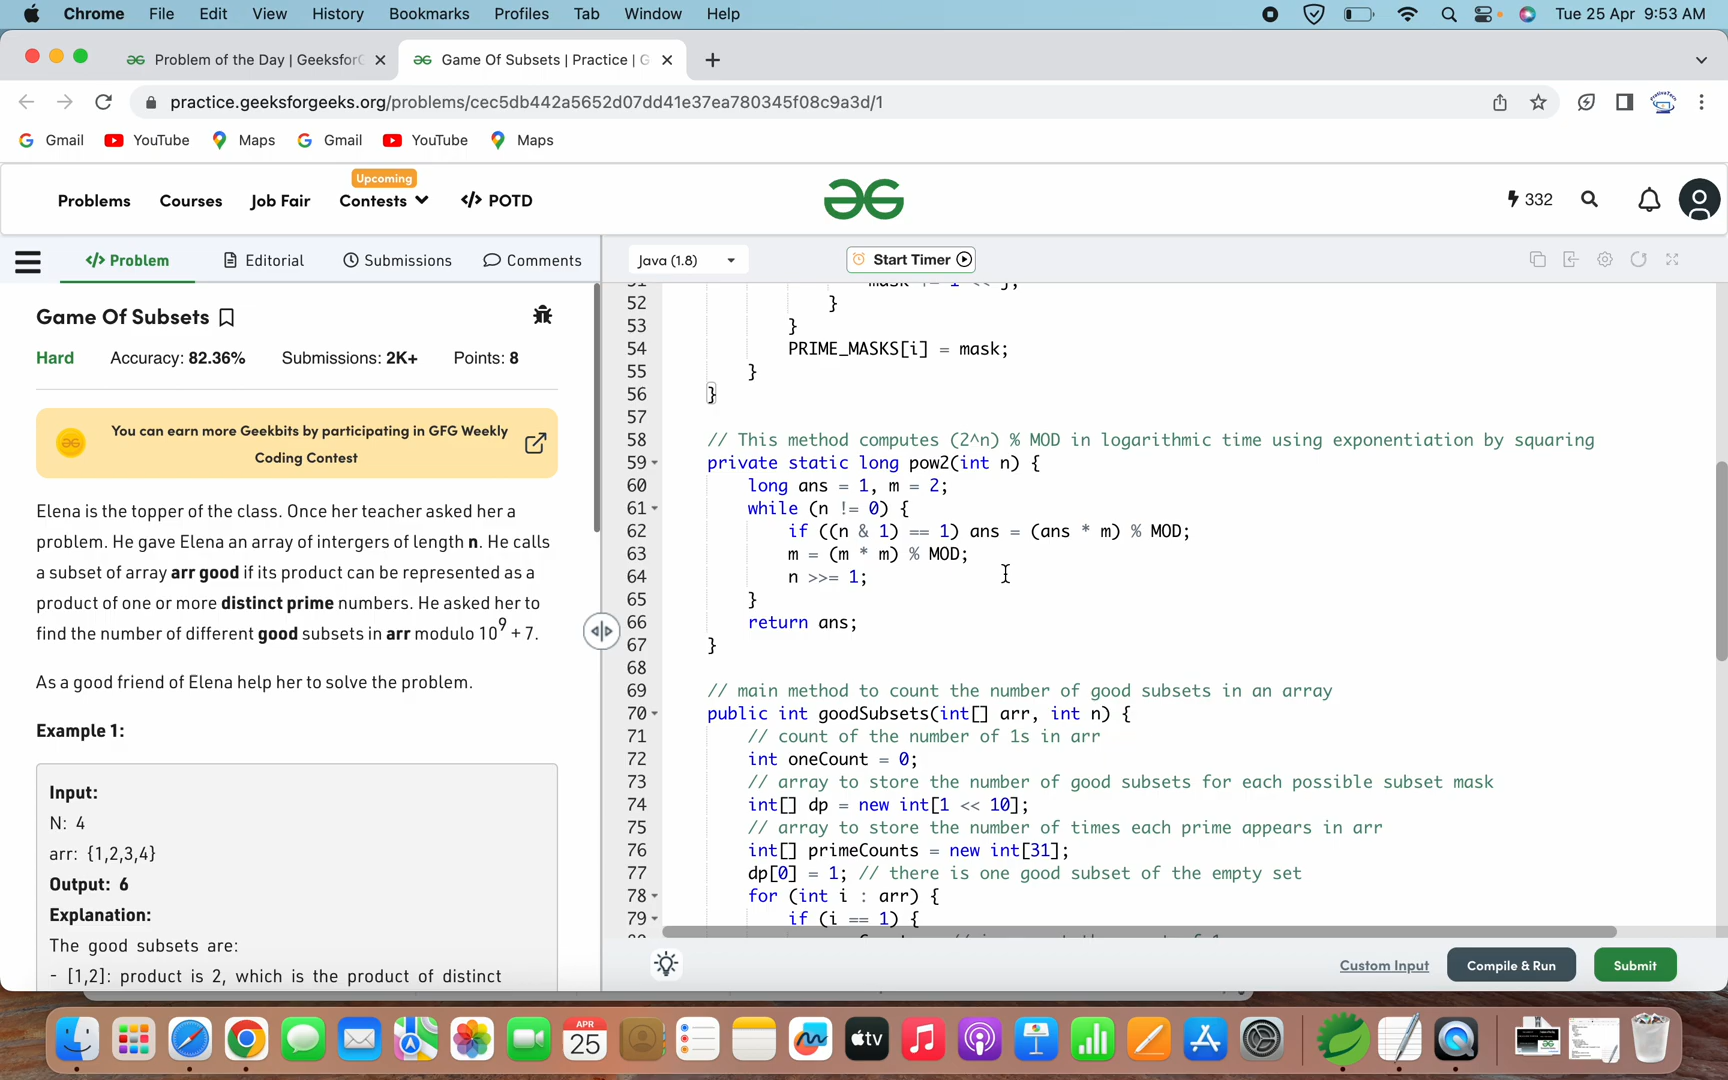 Chrome File Edit View History Bookmarks Profiles Tab Window Help Tue 25 Apr 9:53 AM
Problem of the Day | Geeksfor Game Of Subsets | Practice | G
practice.geeksforgeeks.org/problems/cec5db442a5652d07dd41e37ea780345f08c9a3d/1
Gmail YouTube Maps Gmail YouTube Maps
Upcoming
Problems Courses Job Fair Contests </> POTD 332
</> Problem Editorial Submissions Comments
Java (1.8) Start Timer
Game Of Subsets
Hard Accuracy: 82.36% Submissions: 2K+ Points: 8
You can earn more Geekbits by participating in GFG Weekly
Coding Contest
Elena is the topper of the class. Once her teacher asked her a
problem. He gave Elena an array of intergers of length n. He calls
a subset of array arr good if its product can be represented as a
product of one or more distinct prime numbers. He asked her to
find the number of different good subsets in arr modulo 10^9 + 7.
As a good friend of Elena help her to solve the problem.
Example 1:
Input:
N: 4
arr: {1,2,3,4}
Output: 6
Explanation:
The good subsets are:
- [1,2]: product is 2, which is the product of distinct
52 }
53 }
54 PRIME_MASKS[i] = mask;
55 }
56 }
57
58 // This method computes (2^n) % MOD in logarithmic time using exponentiation by squaring
59 private static long pow2(int n) {
60 long ans = 1, m = 2;
61 while (n != 0) {
62 if ((n & 1) == 1) ans = (ans * m) % MOD;
63 m = (m * m) % MOD;
64 n >>= 1;
65 }
66 return ans;
67 }
68
69 // main method to count the number of good subsets in an array
70 public int goodSubsets(int[] arr, int n) {
71 // count of the number of 1s in arr
72 int oneCount = 0;
73 // array to store the number of good subsets for each possible subset mask
74 int[] dp = new int[1 << 10];
75 // array to store the number of times each prime appears in arr
76 int[] primeCounts = new int[31];
77 dp[0] = 1; // there is one good subset of the empty set
78 for (int i : arr) {
79 if (i == 1) {
Custom Input Compile & Run Submit
APR
25
tv